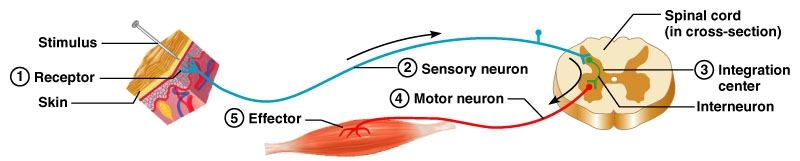 Stimulus
1 Receptor
Skin
2 Sensory neuron
Spinal cord
(in cross-section)
3 Integration
center
Interneuron
4 Motor neuron
5 Effector